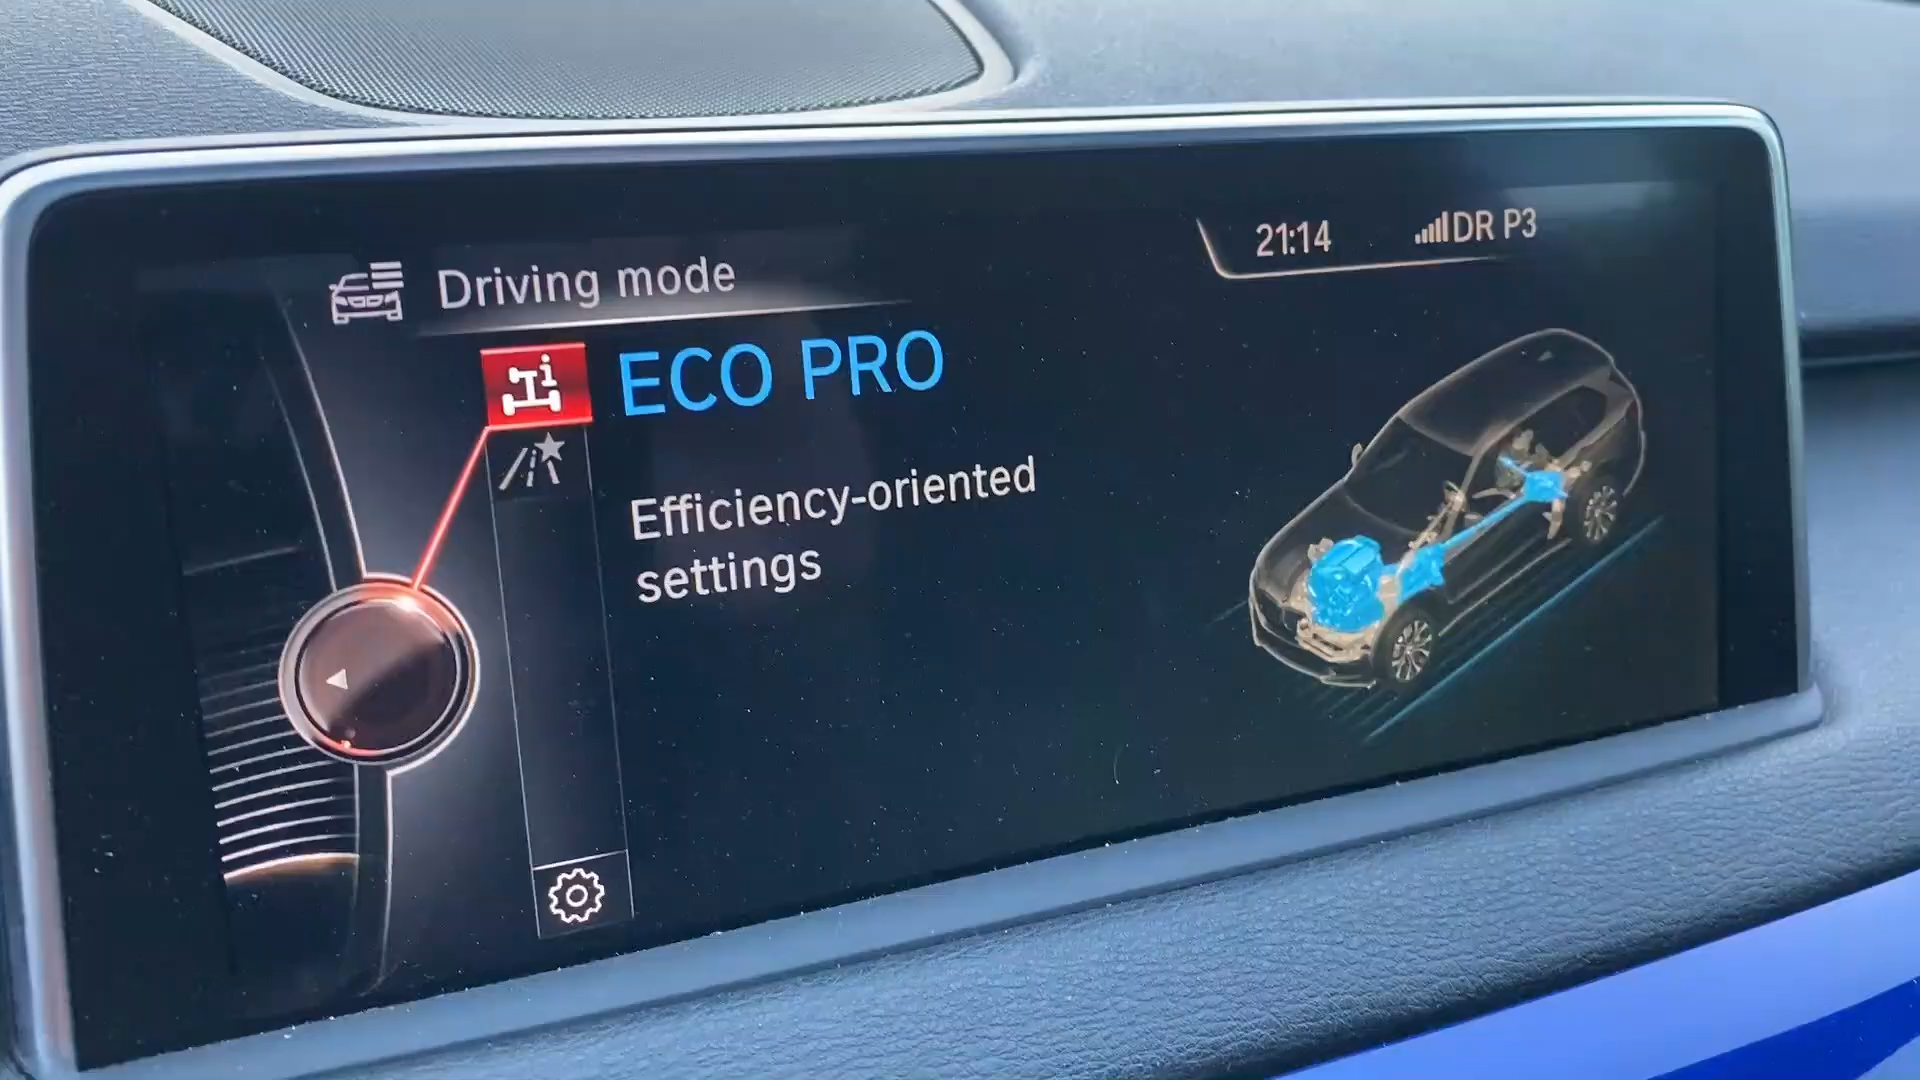 21:14 DR P3
Driving mode
ECO PRO
Efficiency-oriented
settings